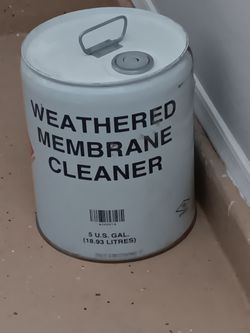 WEATHERED
MEMBRANE
CLEANER
5 U.S. GAL.
(18.93 LITRES)